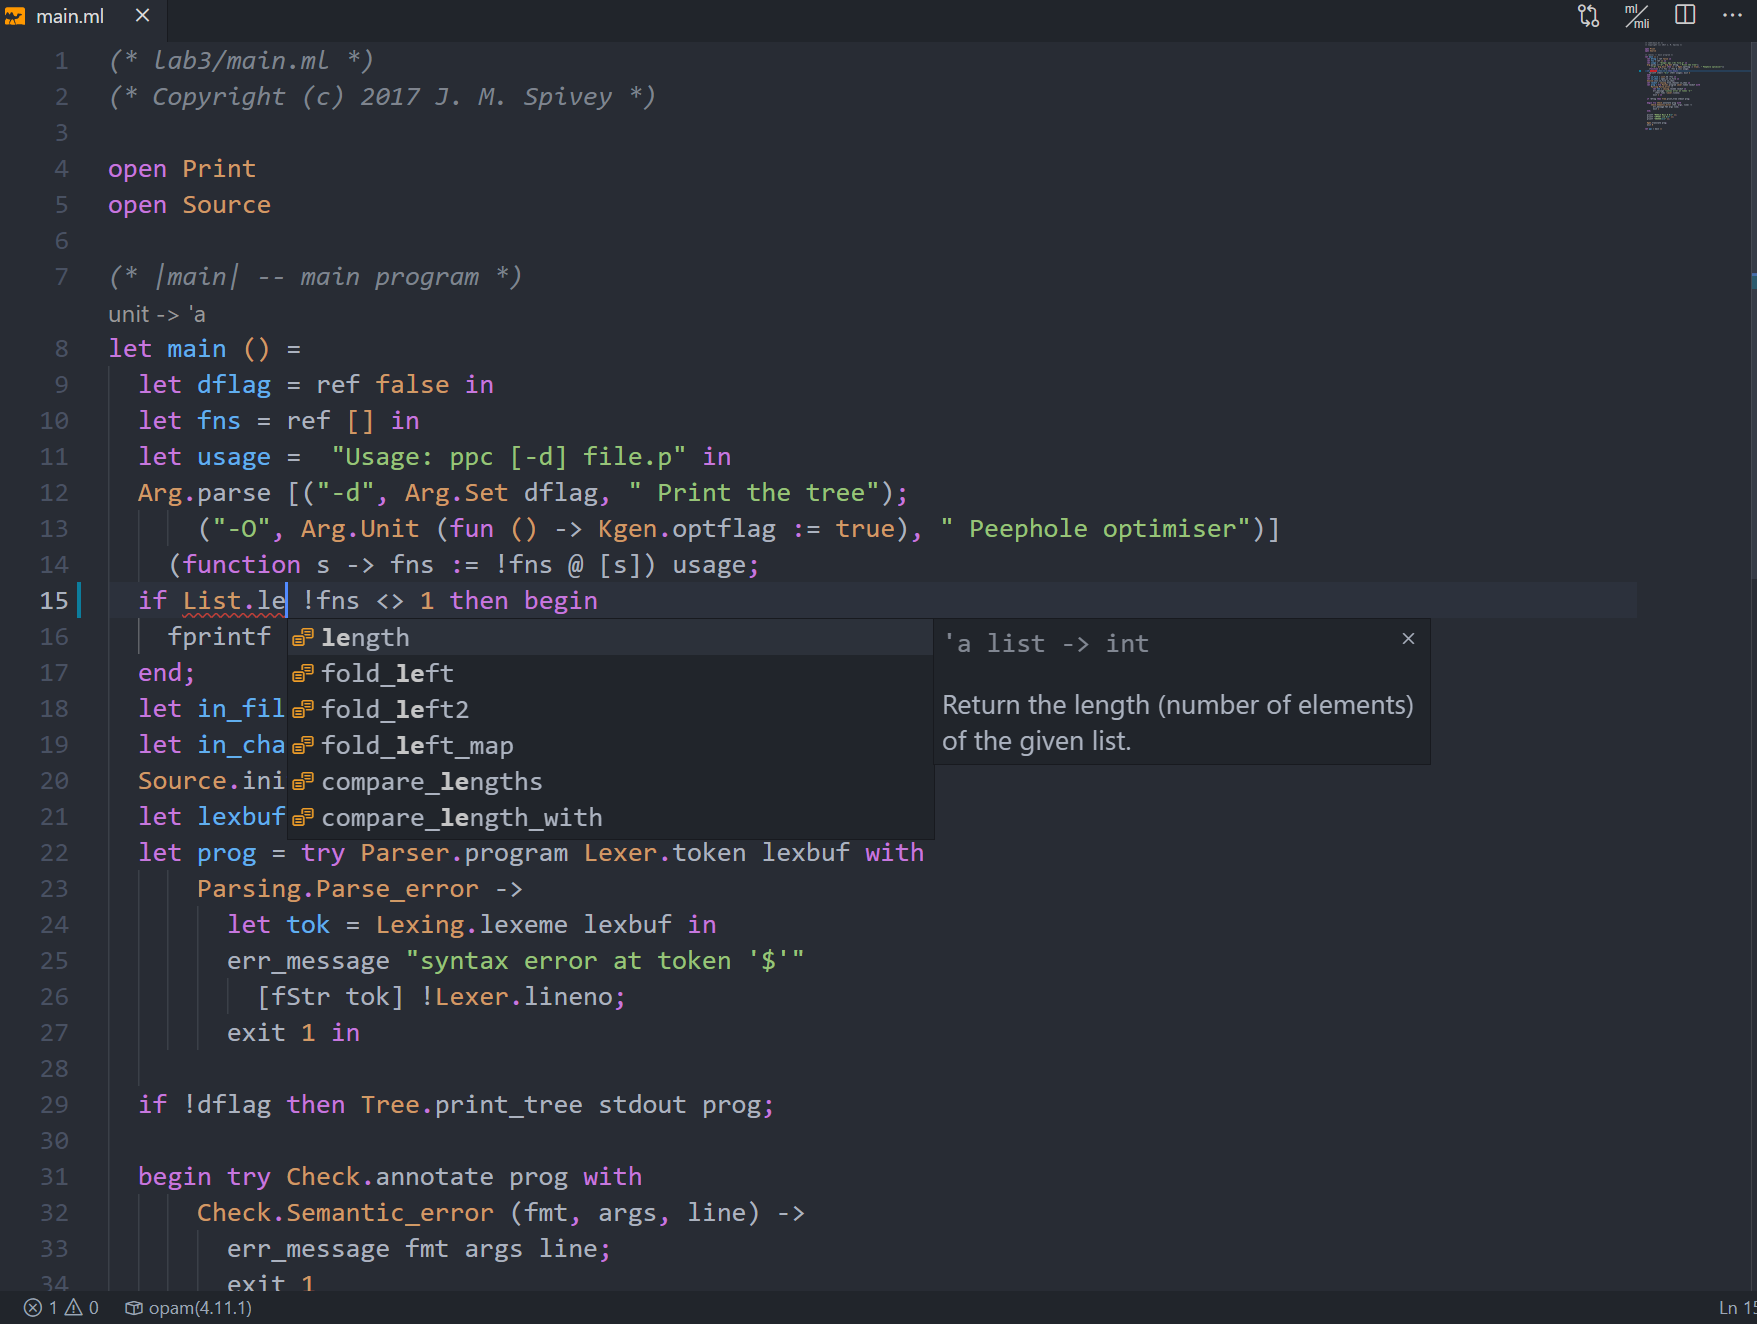 main.ml
ml
mli
1 (* lab3/main.ml *)
2 (* Copyright (c) 2017 J. M. Spivey *)
3
4 open Print
5 open Source
6
7 (* |main| -- main program *)
unit -> 'a
8 let main () =
9 let dflag = ref false in
10 let fns = ref [] in
11 let usage =  "Usage: ppc [-d] file.p" in
12 Arg.parse [("-d", Arg.Set dflag, " Print the tree");
13 ("-O", Arg.Unit (fun () -> Kgen.optflag := true), " Peephole optimiser")]
14 (function s -> fns := !fns @ [s]) usage;
15 if List.le !fns <> 1 then begin
16 fprintf
17 end;
18 let in_fil
19 let in_cha
20 Source.ini
21 let lexbuf
length
fold_left
fold_left2
fold_left_map
compare_lengths
compare_length_with
'a list -> int
Return the length (number of elements)
of the given list.
22 let prog = try Parser.program Lexer.token lexbuf with
23 Parsing.Parse_error ->
24 let tok = Lexing.lexeme lexbuf in
25 err_message "syntax error at token '$'"
26 [fStr tok] !Lexer.lineno;
27 exit 1 in
28
29 if !dflag then Tree.print_tree stdout prog;
30
31 begin try Check.annotate prog with
32 Check.Semantic_error (fmt, args, line) ->
33 err_message fmt args line;
34 exit 1
1 0 opam(4.11.1) Ln 15